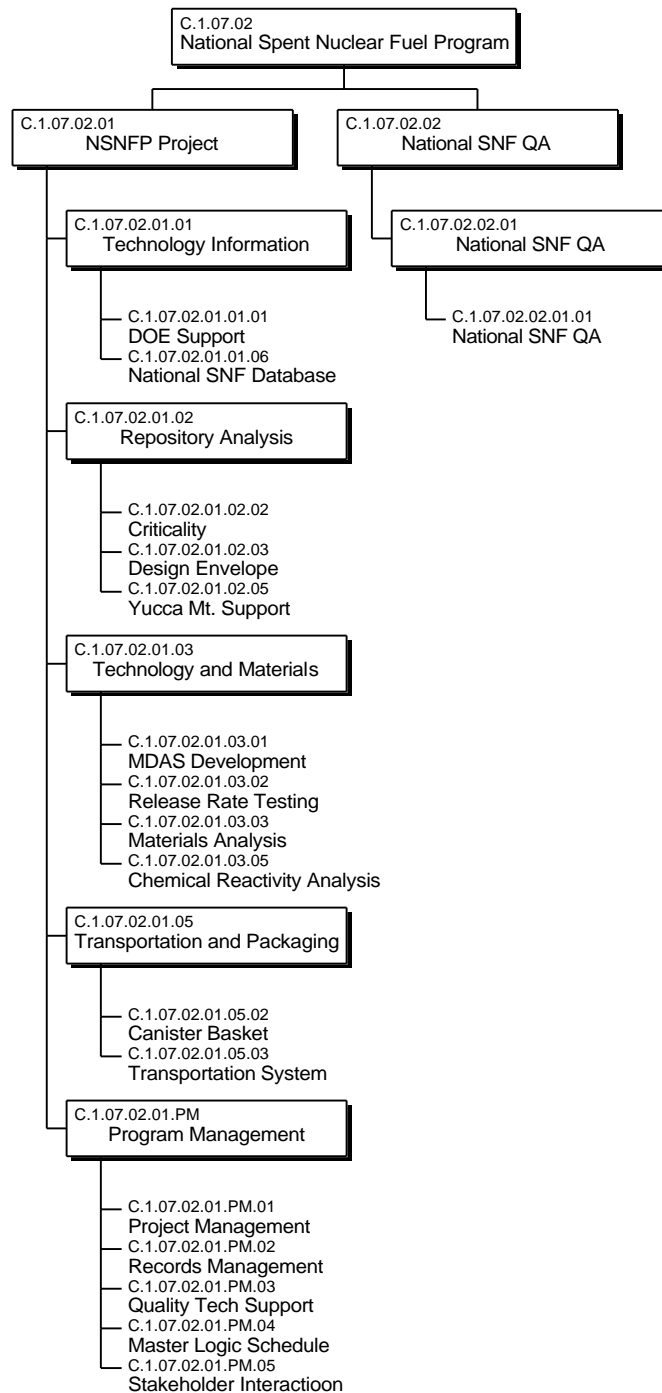 C.1.07.02
National Spent Nuclear Fuel Program
C.1.07.02.01
NSNFP Project
C.1.07.02.01.01
Technology Information
C.1.07.02.01.01.01
DOE Support
C.1.07.02.01.01.06
National SNF Database
C.1.07.02.01.02
Repository Analysis
C.1.07.02.01.02.02
Criticality
C.1.07.02.01.02.03
Design Envelope
C.1.07.02.01.02.05
Yucca Mt. Support
C.1.07.02.01.03
Technology and Materials
C.1.07.02.01.03.01
MDAS Development
C.1.07.02.01.03.02
Release Rate Testing
C.1.07.02.01.03.03
Materials Analysis
C.1.07.02.01.03.05
Chemical Reactivity Analysis
C.1.07.02.01.05
Transportation and Packaging
C.1.07.02.01.05.02
Canister Basket
C.1.07.02.01.05.03
Transportation System
C.1.07.02.01.PM
Program Management
C.1.07.02.01.PM.01
Project Management
C.1.07.02.01.PM.02
Records Management
C.1.07.02.01.PM.03
Quality Tech Support
C.1.07.02.01.PM.04
Master Logic Schedule
C.1.07.02.01.PM.05
Stakeholder Interactioon
C.1.07.02.02
National SNF QA
C.1.07.02.02.01
National SNF QA
C.1.07.02.02.01.01
National SNF QA